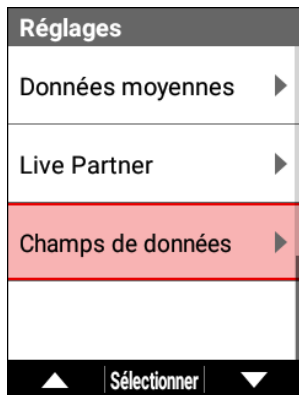 Réglages
Données moyennes
Live Partner
Champs de données
Sélectionner